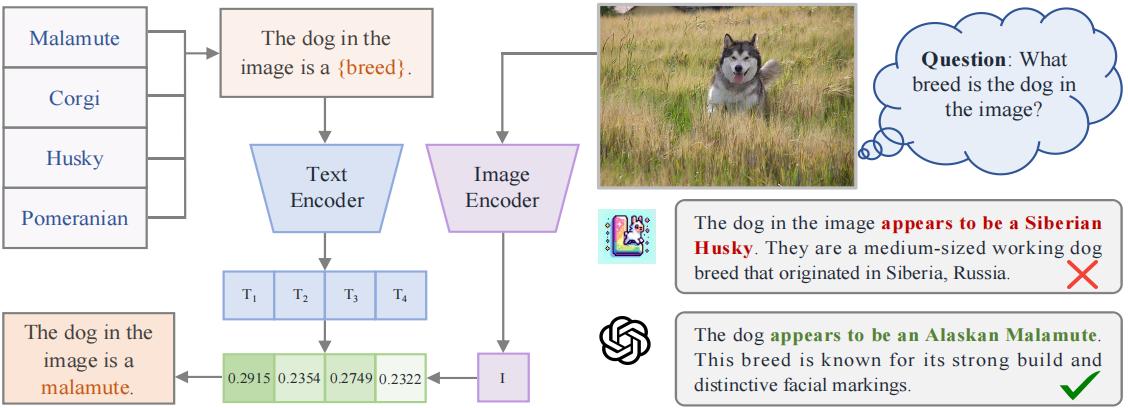 Malamute
Corgi
Husky
Pomeranian
The dog in the
image is a {breed}.
Text
Encoder
Image
Encoder
T1 T2 T3 T4
0.2915 0.2354 0.2749 0.2322
I
The dog in the
image is a
malamute.
Question: What
breed is the dog in
the image?
The dog in the image appears to be a Siberian
Husky. They are a medium-sized working dog
breed that originated in Siberia, Russia.
The dog appears to be an Alaskan Malamute.
This breed is known for its strong build and
distinctive facial markings.